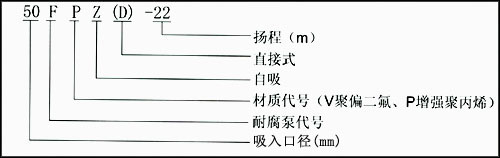 50 F P Z (D) -22
扬程（m）
直接式
自吸
材质代号（V聚偏二氟、P增强聚丙烯）
耐腐泵代号
吸入口径(mm)